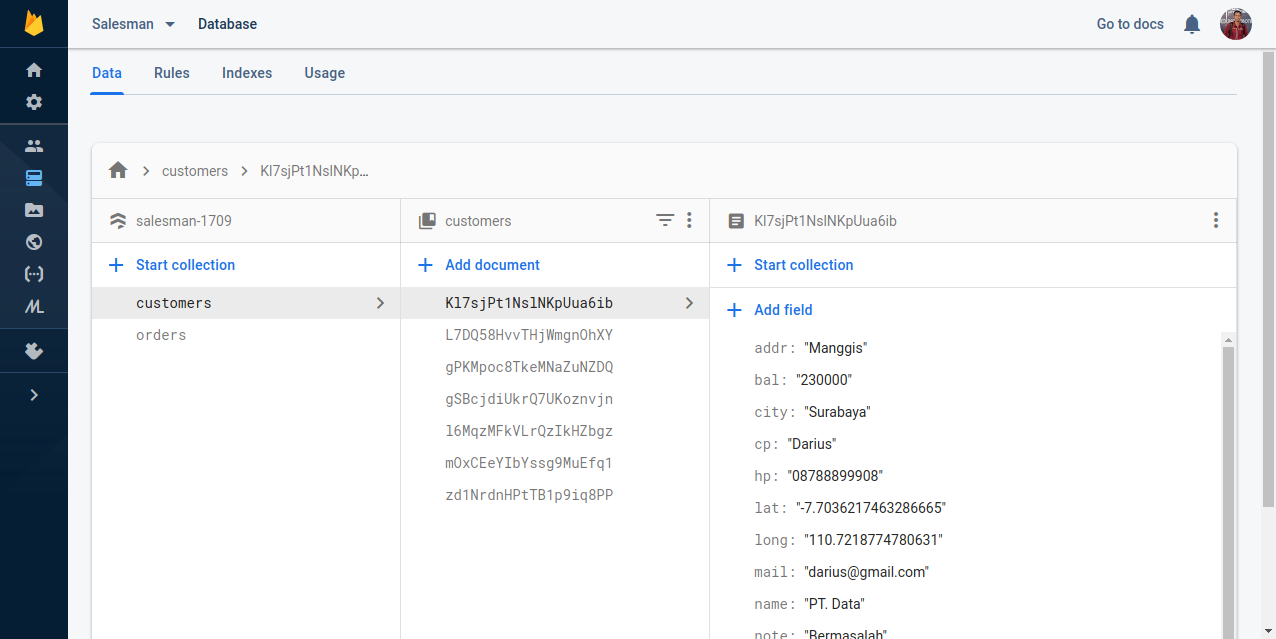 Salesman Database Go to docs
Data Rules Indexes Usage
customers Kl7sjPt1NslNKp…
salesman-1709 customers Kl7sjPt1NslNKpUua6ib
Start collection Add document Start collection
customers Kl7sjPt1NslNKpUua6ib Add field
orders L7DQ58HvvTHjWmgnOhXY
gPKMpoc8TkeMNaZuNZDQ
gSBcjdiUkrQ7UKoznvjn
l6MqzMFkVLrQzIkHZbgz
mOxCEeYIbYssg9MuEfq1
zd1NrdnHPtTB1p9iq8PP
addr: "Manggis"
bal: "230000"
city: "Surabaya"
cp: "Darius"
hp: "08788899908"
lat: "-7.7036217463286665"
long: "110.7218774780631"
mail: "darius@gmail.com"
name: "PT. Data"
note: "Bermasalah"